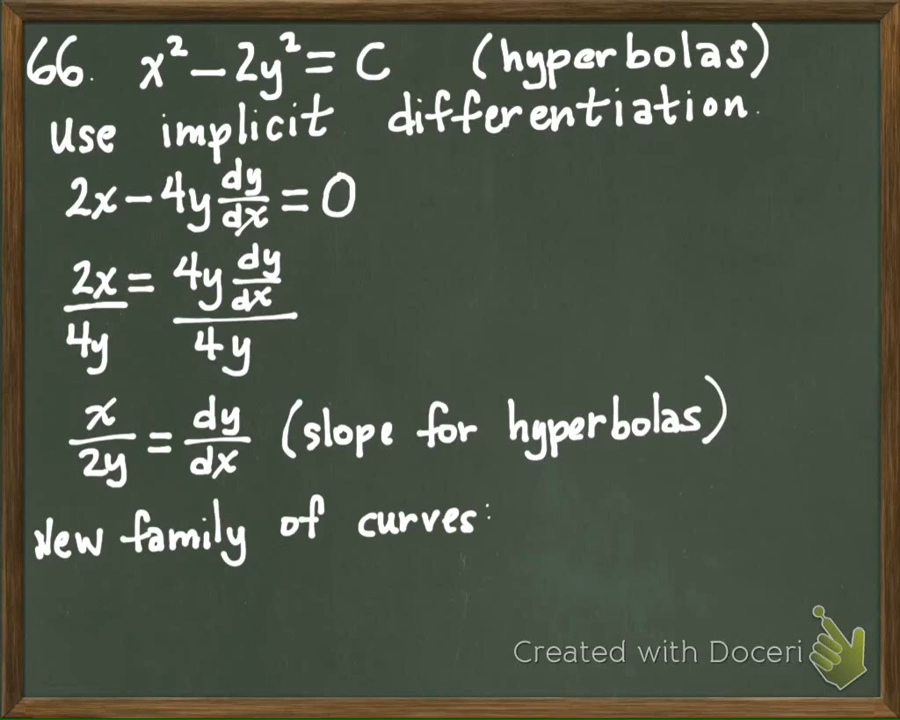 66. x² – 2y² = C (hyperbolas)
Use implicit differentiation.
2x – 4y dy/dx = 0
2x/4y = 4y dy/dx / 4y
x/2y = dy/dx (slope for hyperbolas)
New family of curves:
Created with Doceri